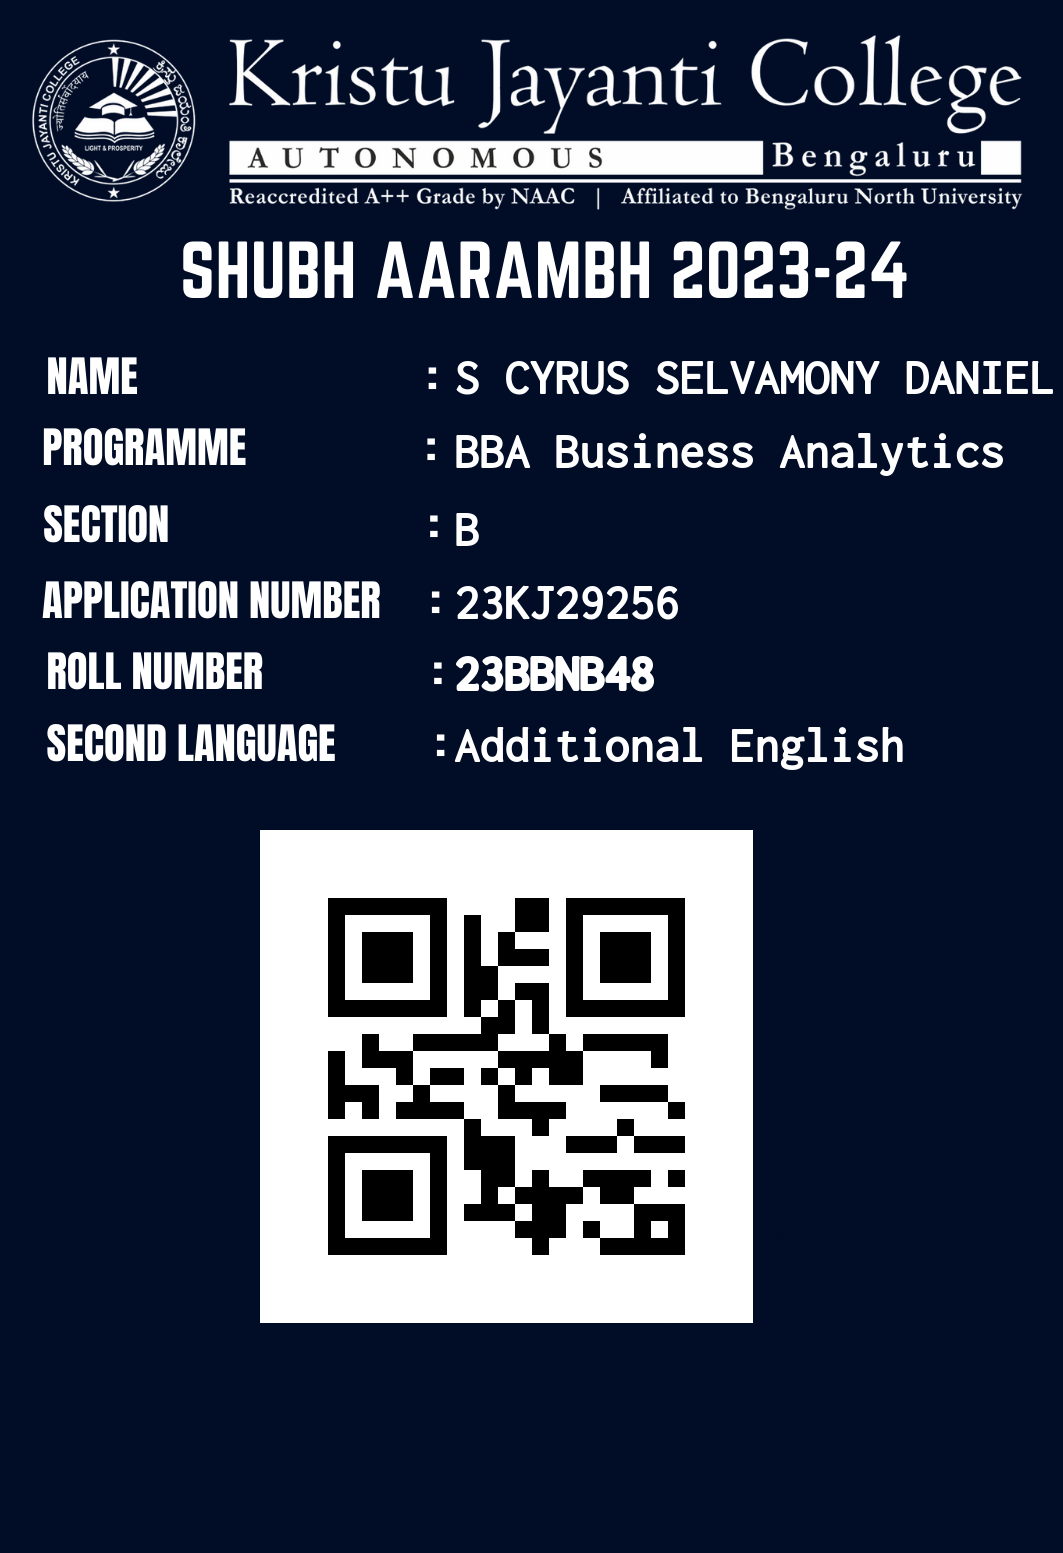 KRISTU JAYANTI COLLEGE
ಕ್ರಿಸ್ತು ಜಯಂತಿ ಕಾಲೇಜು
ज्योतिर्समृद्धिश्च
LIGHT & PROSPERITY
Kristu Jayanti College
AUTONOMOUS Bengaluru
Reaccredited A++ Grade by NAAC | Affiliated to Bengaluru North University
SHUBH AARAMBH 2023-24
NAME : S CYRUS SELVAMONY DANIEL
PROGRAMME : BBA Business Analytics
SECTION : B
APPLICATION NUMBER : 23KJ29256
ROLL NUMBER : 23BBNB48
SECOND LANGUAGE : Additional English